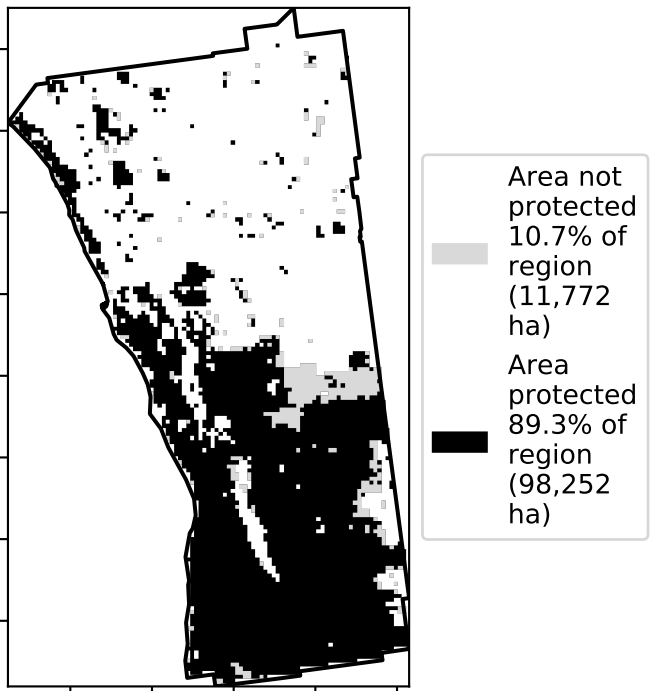 Area not
protected
10.7% of
region
(11,772
ha)
Area
protected
89.3% of
region
(98,252
ha)